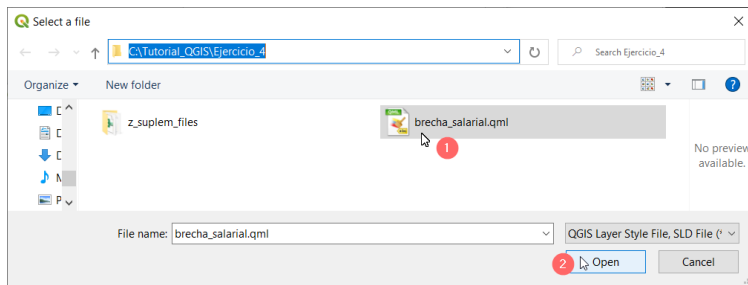 Select a file
C:\Tutorial_QGIS\Ejercicio_4
Search Ejercicio_4
Organize
New folder
z_suplem_files
brecha_salarial.qml
1
No preview
available.
File name:
brecha_salarial.qml
QGIS Layer Style File, SLD File (*
2
Open
Cancel